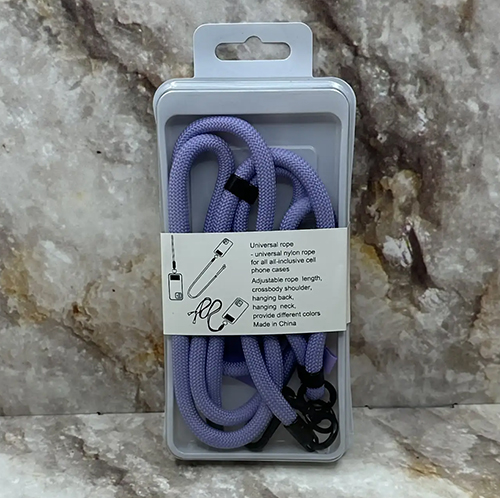 Universal rope
- universal nylon rope
for all all-inclusive cell
phone cases
Adjustable rope length,
crossbody shoulder,
hanging back,
hanging neck,
provide different colors
Made in China